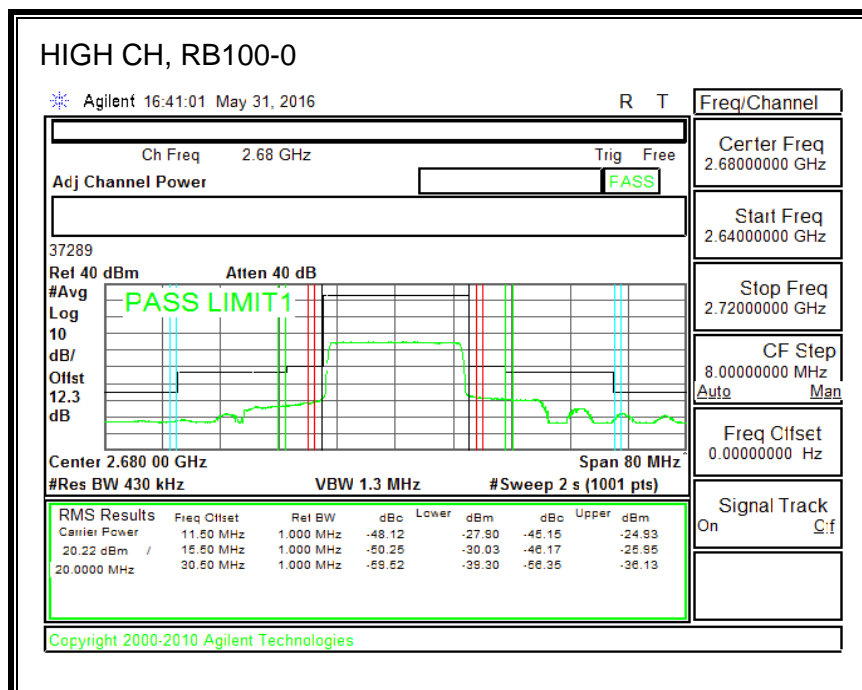 HIGH CH, RB100-0
Agilent 16:41:01 May 31, 2016 R T
Freq/Channel
Ch Freq 2.68 GHz Trig Free
Adj Channel Power PASS
Center Freq
2.68000000 GHz
Start Freq
2.64000000 GHz
Stop Freq
2.72000000 GHz
CF Step
8.00000000 MHz
Auto Man
Freq Offset
0.00000000 Hz
Signal Track
On Off
37289
Ref 40 dBm Atten 40 dB
#Avg
Log
10
dB/
Offst
12.3
dB
PASS LIMIT1
Center 2.680 00 GHz Span 80 MHz
#Res BW 430 kHz VBW 1.3 MHz #Sweep 2 s (1001 pts)
RMS Results Freq Offset Ref BW dBc Lower dBm dBc Upper dBm
Carrier Power 11.50 MHz 1.000 MHz -48.12 -27.90 -45.15 -24.93
20.22 dBm / 15.50 MHz 1.000 MHz -50.25 -30.03 -46.17 -25.95
20.0000 MHz 30.50 MHz 1.000 MHz -59.52 -39.30 -56.35 -36.13
Copyright 2000-2010 Agilent Technologies